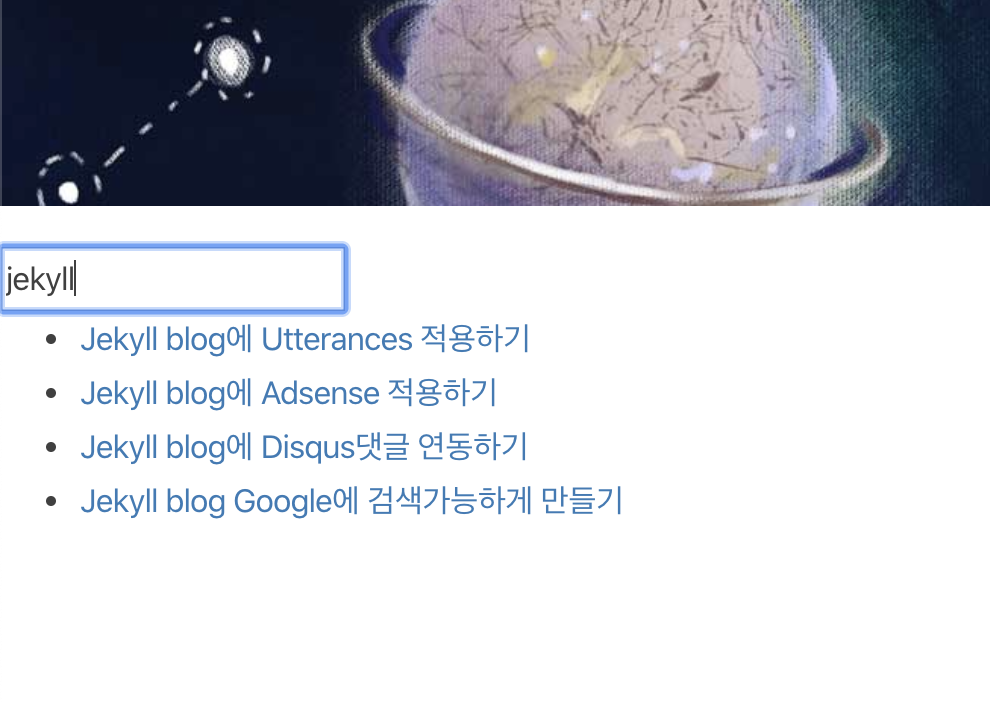 jekyll
Jekyll blog에 Utterances 적용하기
Jekyll blog에 Adsense 적용하기
Jekyll blog에 Disqus댓글 연동하기
Jekyll blog Google에 검색가능하게 만들기